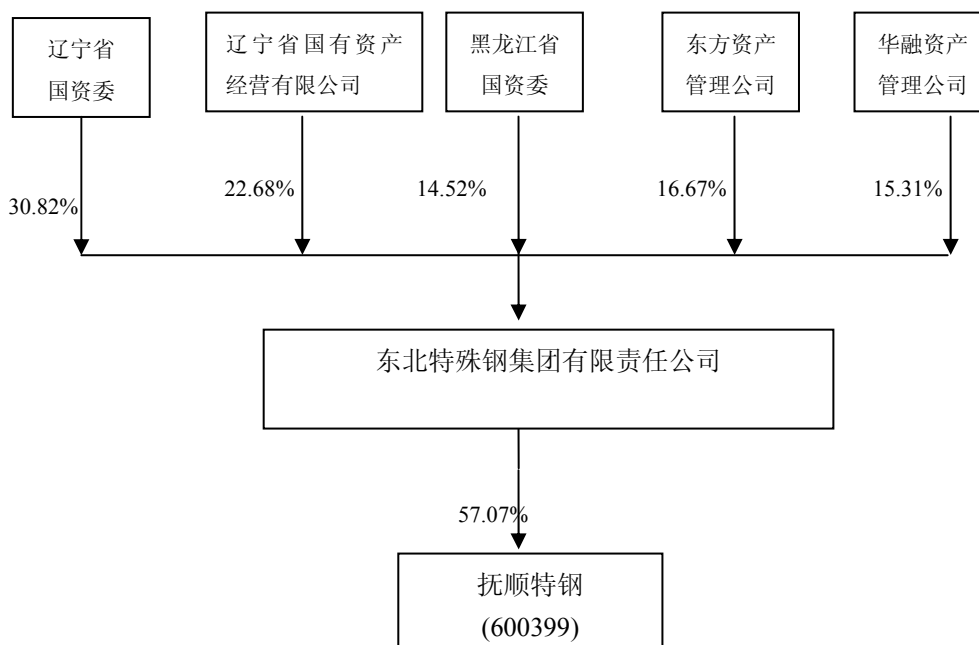 辽宁省
国资委
辽宁省国有资产
经营有限公司
黑龙江省
国资委
东方资产
管理公司
华融资产
管理公司
30.82%
22.68%
14.52%
16.67%
15.31%
东北特殊钢集团有限责任公司
57.07%
抚顺特钢
(600399)